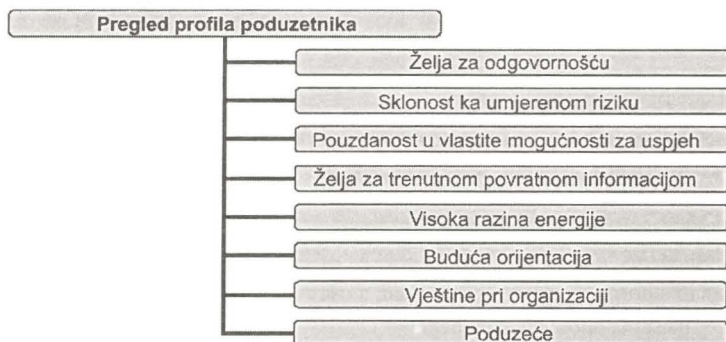 Pregled profila poduzetnika
Želja za odgovornošću
Sklonost ka umjerenom riziku
Pouzdanost u vlastite mogućnosti za uspjeh
Želja za trenutnom povratnom informacijom
Visoka razina energije
Buduća orijentacija
Vještine pri organizaciji
Poduzeće